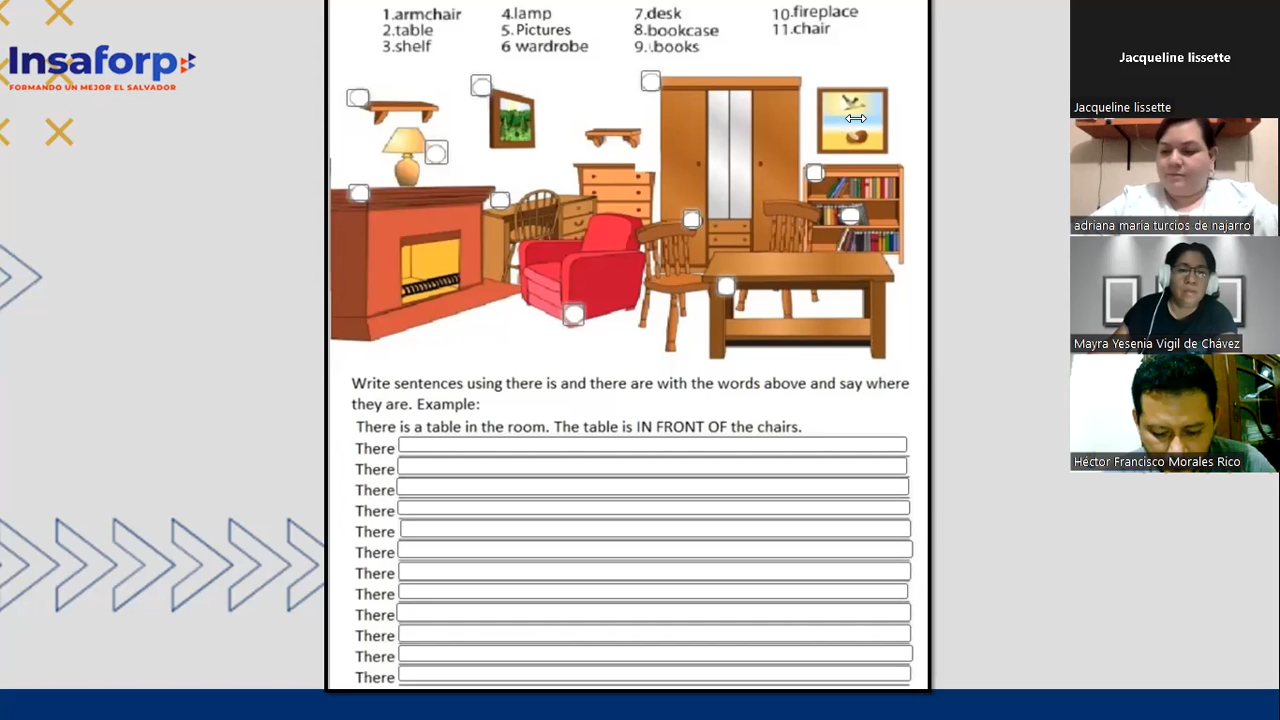 Insaforp
FORMANDO UN MEJOR EL SALVADOR
1.armchair 4.lamp 7.desk 10.fireplace
2.table 5.Pictures 8.bookcase 11.chair
3.shelf 6 wardrobe 9..books
Write sentences using there is and there are with the words above and say where
they are. Example:
There is a table in the room. The table is IN FRONT OF the chairs.
There
There
There
There
There
There
There
There
There
There
There
There
Jacqueline lissette
Jacqueline lissette
adriana maria turcios de najarro
Mayra Yesenia Vigil de Chávez
Héctor Francisco Morales Rico